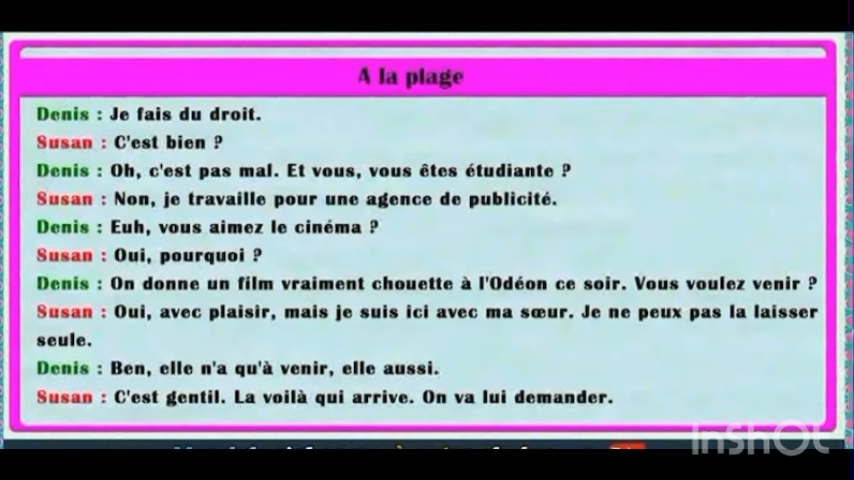 A la plage
Denis : Je fais du droit.
Susan : C'est bien ?
Denis : Oh, c'est pas mal. Et vous, vous êtes étudiante ?
Susan : Non, je travaille pour une agence de publicité.
Denis : Euh, vous aimez le cinéma ?
Susan : Oui, pourquoi ?
Denis : On donne un film vraiment chouette à l'Odéon ce soir. Vous voulez venir ?
Susan : Oui, avec plaisir, mais je suis ici avec ma sœur. Je ne peux pas la laisser
seule.
Denis : Ben, elle n'a qu'à venir, elle aussi.
Susan : C'est gentil. La voilà qui arrive. On va lui demander.
InShOt